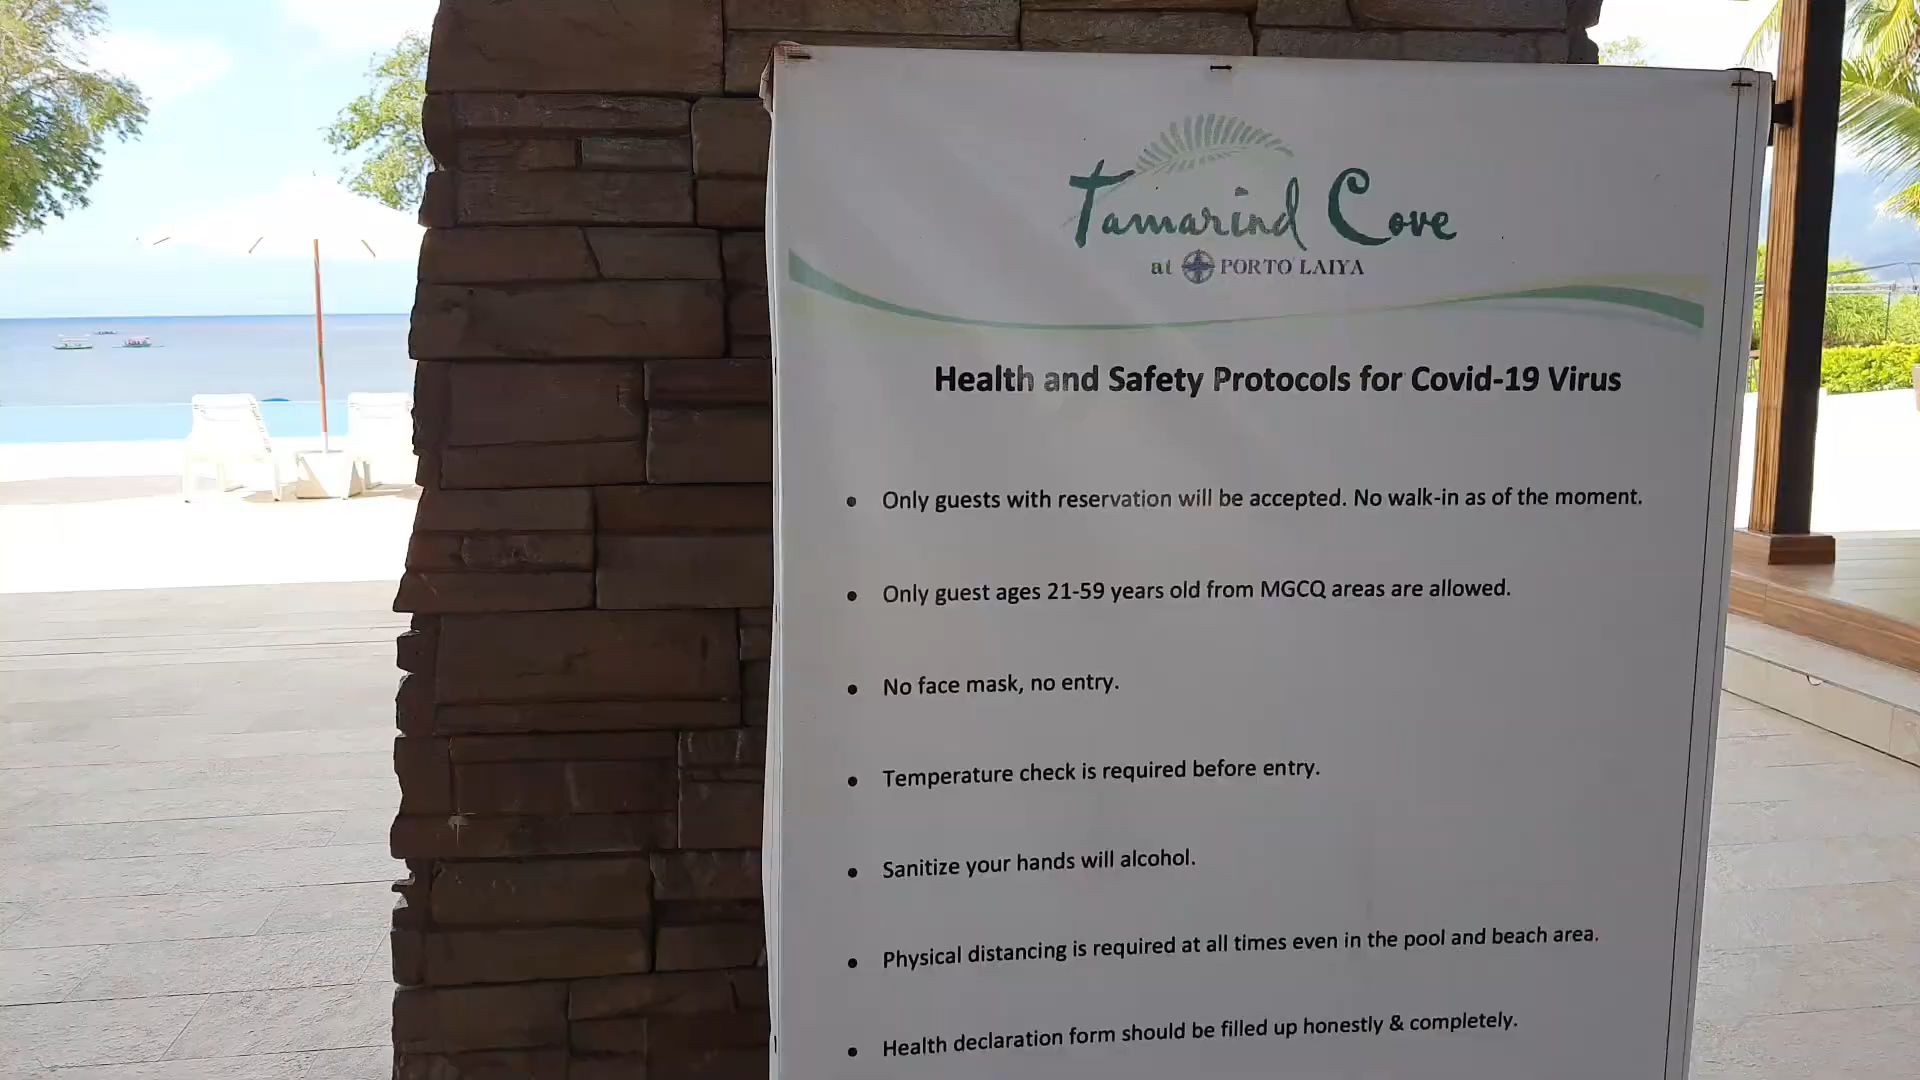 Tamarind Cove
at PORTO LAIYA
Health and Safety Protocols for Covid-19 Virus
• Only guests with reservation will be accepted. No walk-in as of the moment.
• Only guest ages 21-59 years old from MGCQ areas are allowed.
• No face mask, no entry.
• Temperature check is required before entry.
• Sanitize your hands will alcohol.
• Physical distancing is required at all times even in the pool and beach area.
• Health declaration form should be filled up honestly & completely.